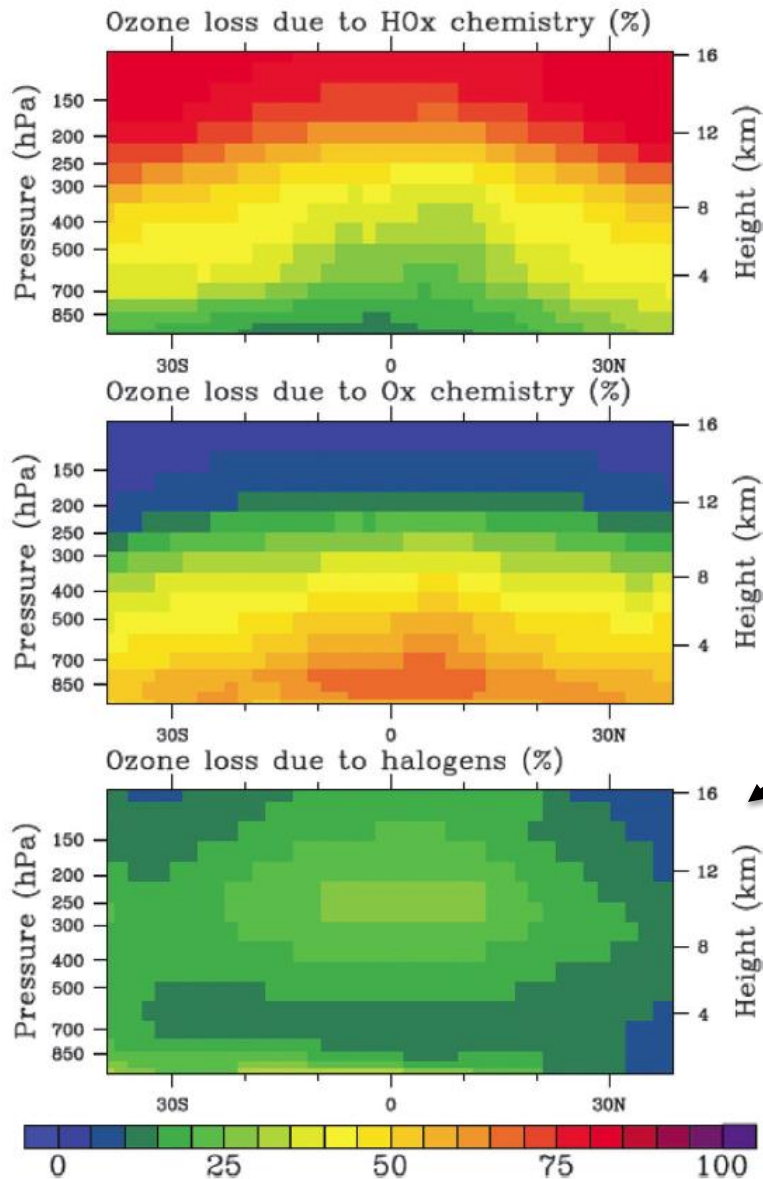 Ozone loss due to HOx chemistry (%)
Pressure (hPa)
150
200
250
300
400
500
700
850
16
12
8
4
Height (km)
30S 0 30N
Ozone loss due to Ox chemistry (%)
Pressure (hPa)
150
200
250
300
400
500
700
850
16
12
8
4
Height (km)
30S 0 30N
Ozone loss due to halogens (%)
Pressure (hPa)
150
200
250
300
400
500
700
850
16
12
8
4
Height (km)
30S 0 30N
0 25 50 75 100